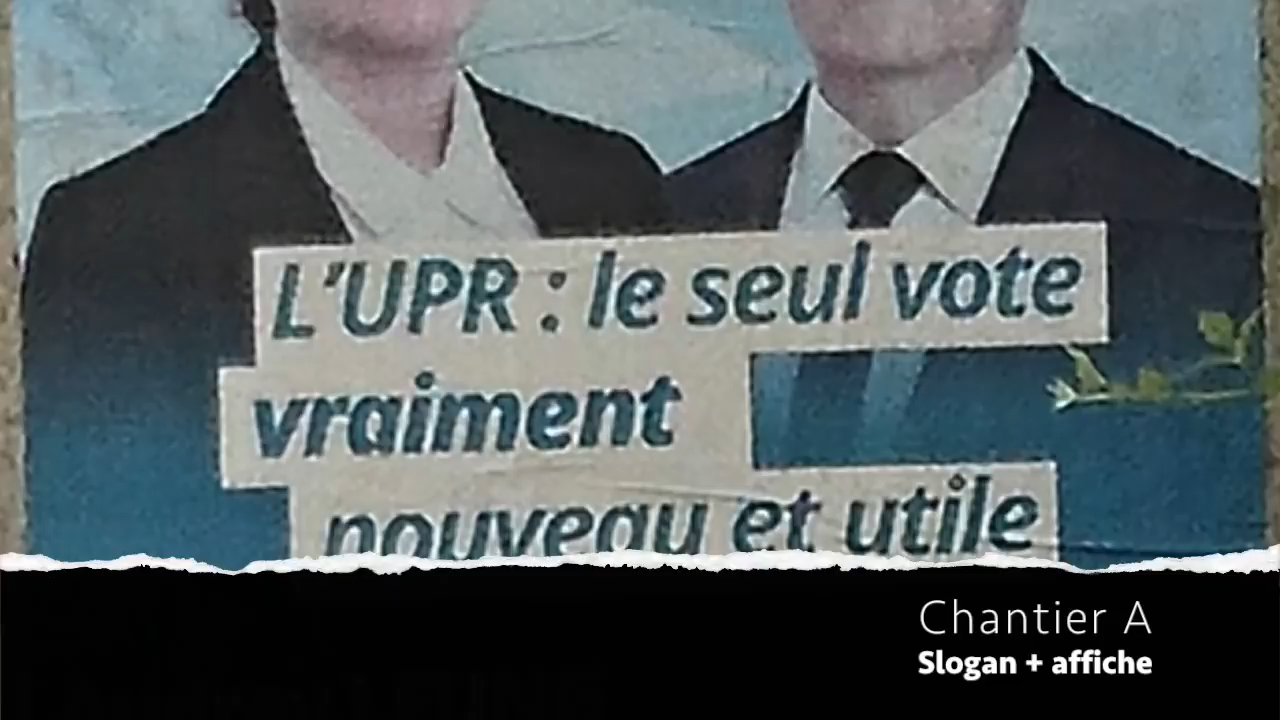 L'UPR : le seul vote
vraiment
nouveau et utile
Chantier A
Slogan + affiche